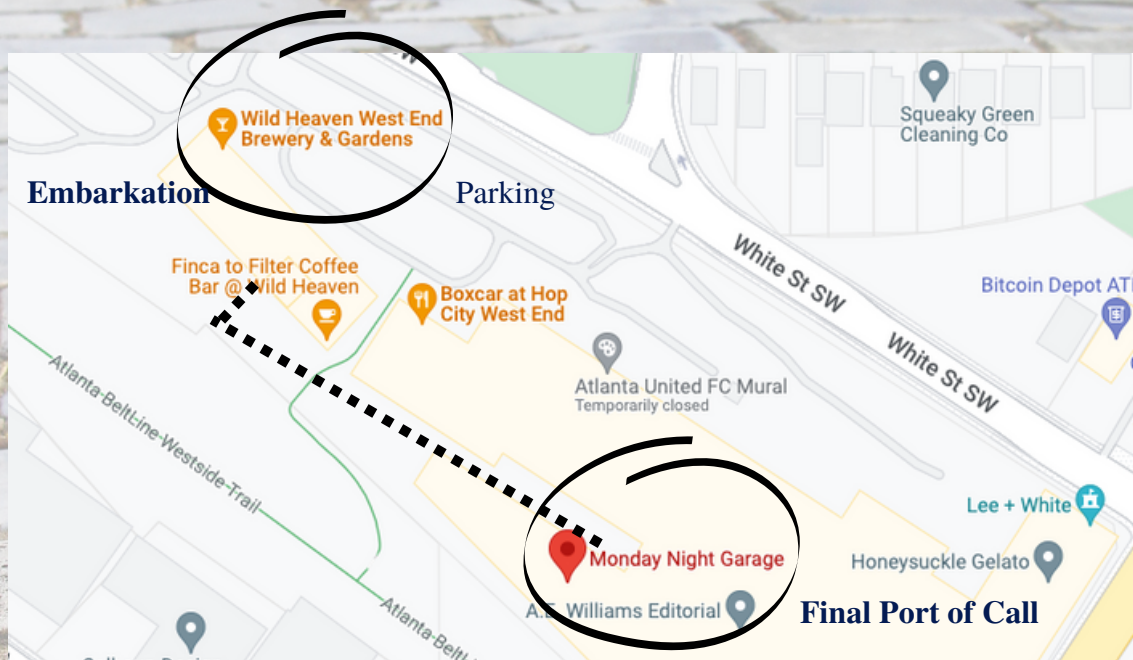 Wild Heaven West End
Brewery & Gardens
Squeaky Green
Cleaning Co
Embarkation
Parking
White St SW
Finca to Filter Coffee
Bar @ Wild Heaven
Boxcar at Hop
City West End
Bitcoin Depot
White St SW
Atlanta United FC Mural
Temporarily closed
Atlanta BeltLine Westside Trail
Lee + White
Monday Night Garage
Honeysuckle Gelato
A.E. Williams Editorial
Final Port of Call
Atlanta